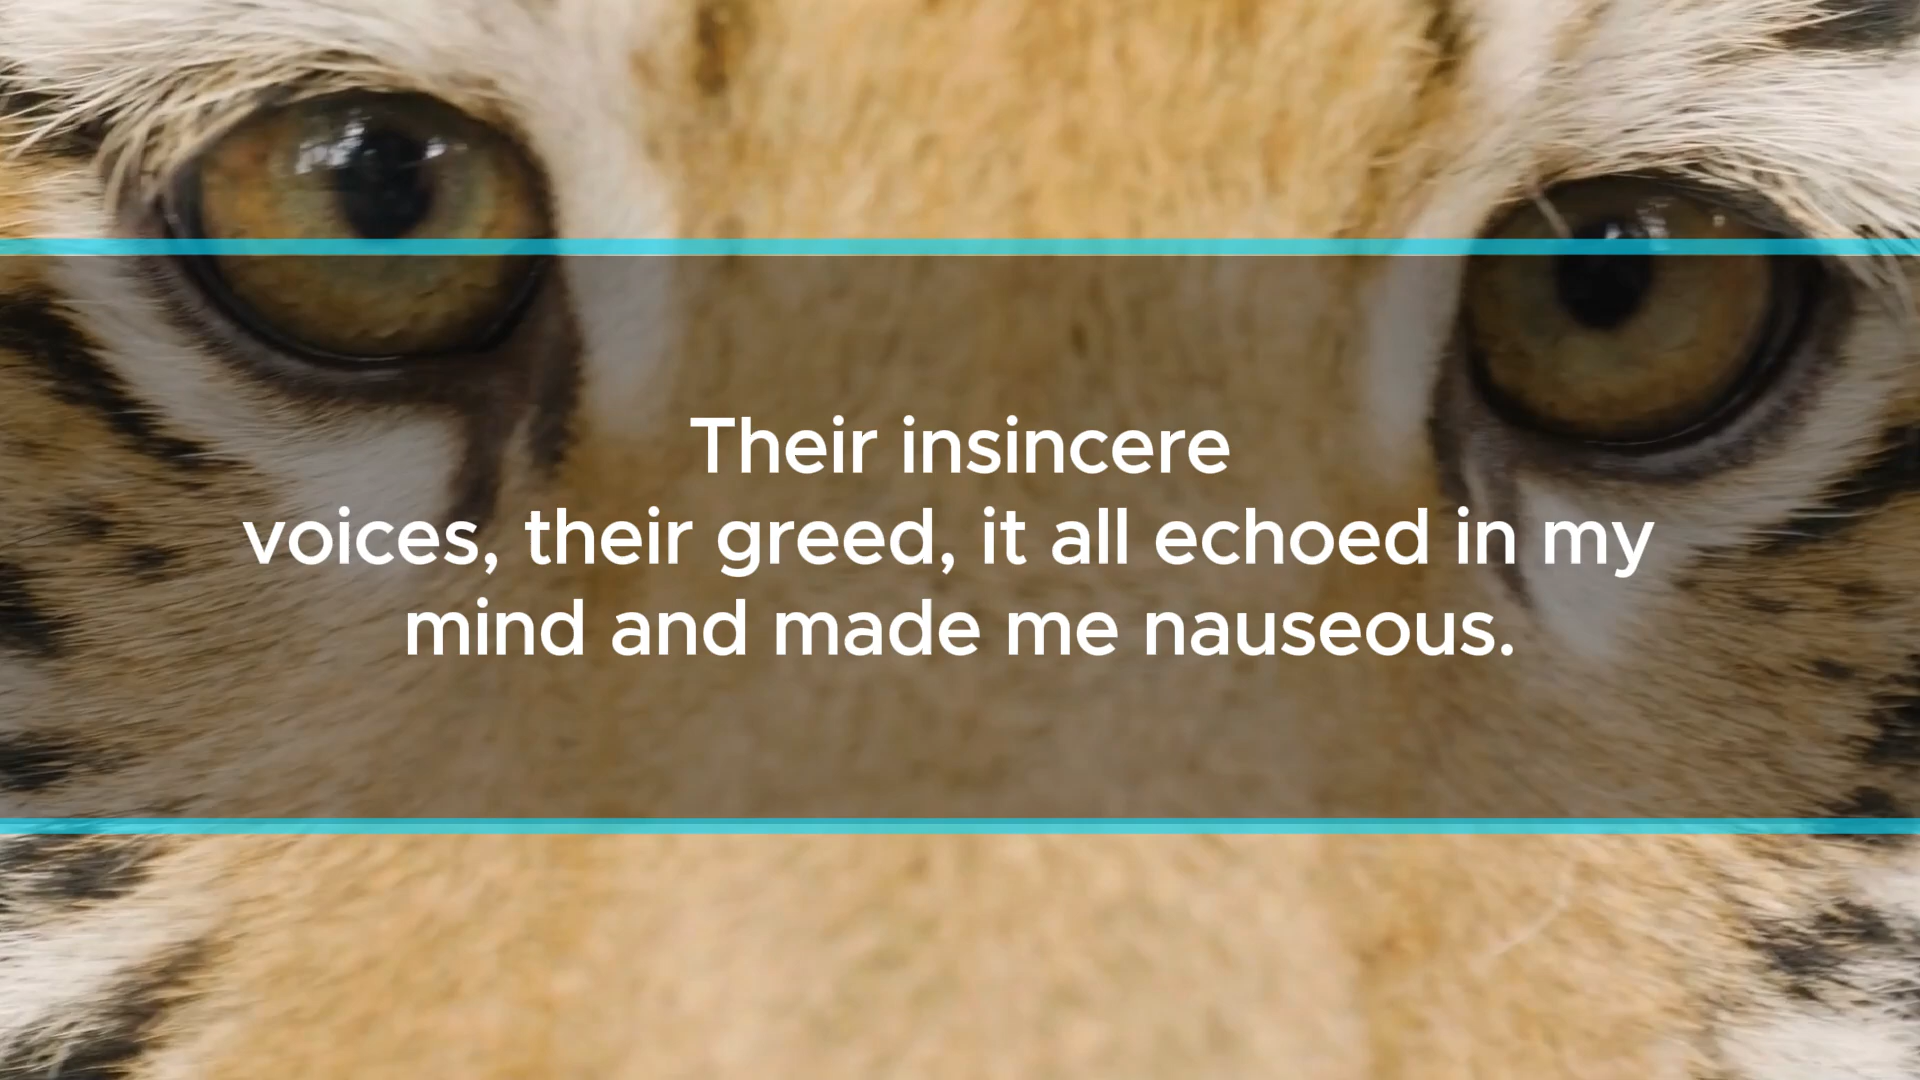 Their insincere
voices, their greed, it all echoed in my
mind and made me nauseous.